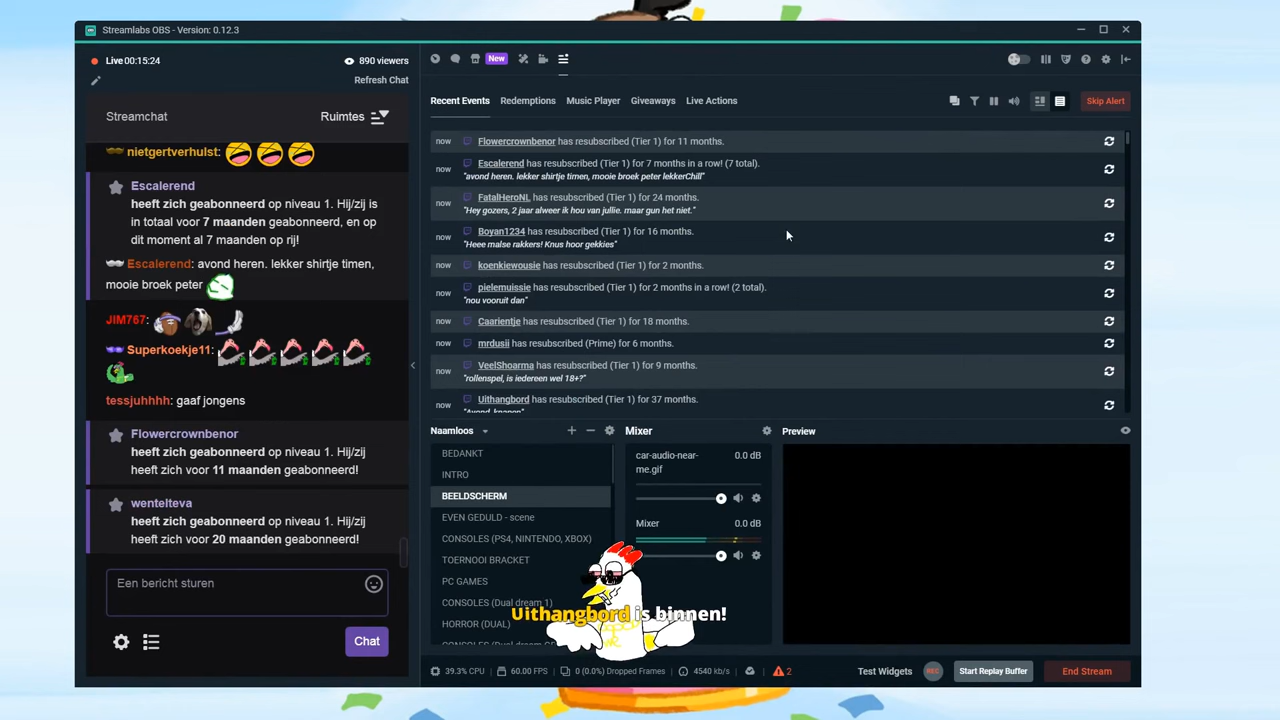 Streamlabs OBS - Version: 0.12.3
Live 00:15:24
890 viewers
Refresh Chat
Streamchat
Ruimtes
nietgertverhulst:
Escalerend
heeft zich geabonneerd op niveau 1. Hij/zij is
in totaal voor 7 maanden geabonneerd, en op
dit moment al 7 maanden op rij!
Escalerend: avond heren. lekker shirtje timen,
mooie broek peter
JIM767:
Superkoekje11:
tessjuhhhh: gaaf jongens
Flowercrownbenor
heeft zich geabonneerd op niveau 1. Hij/zij
heeft zich voor 11 maanden geabonneerd!
wentelteva
heeft zich geabonneerd op niveau 1. Hij/zij
heeft zich voor 20 maanden geabonneerd!
Een bericht sturen
Chat
New
Recent Events
Redemptions
Music Player
Giveaways
Live Actions
Skip Alert
now Flowercrownbenor has resubscribed (Tier 1) for 11 months.
now Escalerend has resubscribed (Tier 1) for 7 months in a row! (7 total).
"avond heren. lekker shirtje timen, mooie broek peter lekkerChill"
now FatalHeroNL has resubscribed (Tier 1) for 24 months.
"Hey gozers, 2 jaar alweer ik hou van jullie. maar gun het niet."
now Boyan1234 has resubscribed (Tier 1) for 16 months.
"Heee malse rakkers! Knus hoor gekkies"
now koenkiewousie has resubscribed (Tier 1) for 2 months.
now pielemuissie has resubscribed (Tier 1) for 2 months in a row! (2 total).
"nou vooruit dan"
now Caarientje has resubscribed (Tier 1) for 18 months.
now mrdusii has resubscribed (Prime) for 6 months.
now VeelShoarma has resubscribed (Tier 1) for 9 months.
"rollenspel, is iedereen wel 18+?"
now Uithangbord has resubscribed (Tier 1) for 37 months.
"Avond, knapen"
Naamloos
BEDANKT
INTRO
BEELDSCHERM
EVEN GEDULD - scene
CONSOLES (PS4, NINTENDO, XBOX)
TOERNOOI BRACKET
PC GAMES
CONSOLES (Dual dream 1)
HORROR (DUAL)
Mixer
car-audio-near-
me.gif
0.0 dB
Mixer
0.0 dB
Preview
Uithangbord is binnen!
39.3% CPU
60.00 FPS
0 (0.0%) Dropped Frames
4540 kb/s
2
Test Widgets
REC
Start Replay Buffer
End Stream